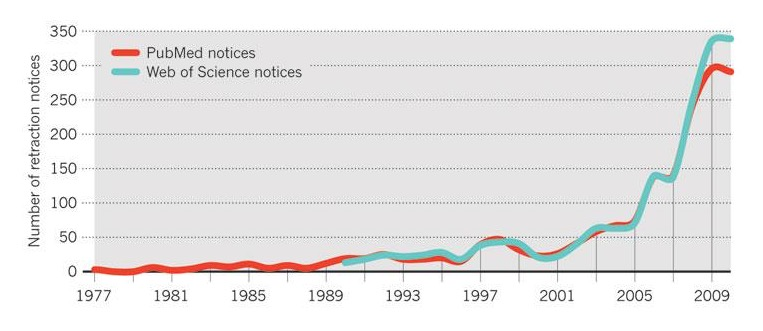 350
PubMed notices
300
Web of Science notices
250
200
150
100
50
0
Number of retraction notices
1977 1981 1985 1989 1993 1997 2001 2005 2009